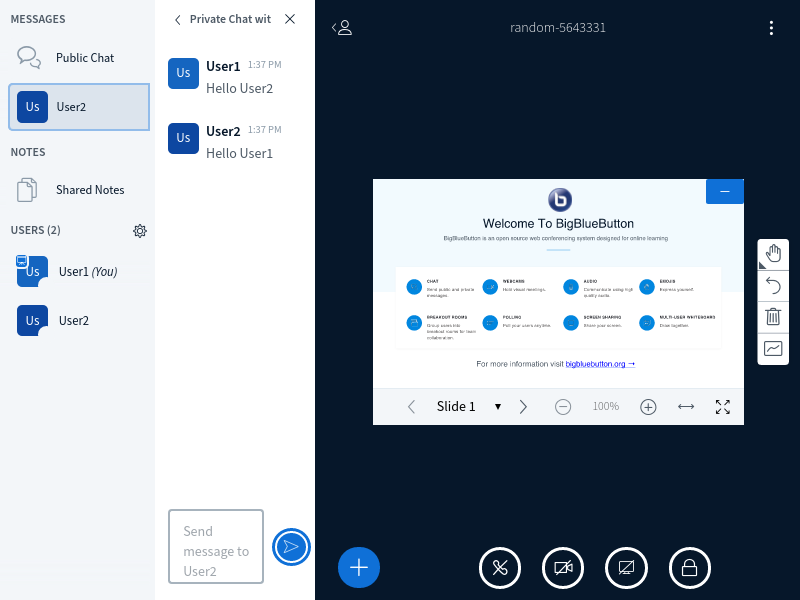 MESSAGES
Public Chat
Us
User2
NOTES
Shared Notes
USERS (2)
Us
User1 (You)
Us
User2
Private Chat wit
Us
User1 1:37 PM
Hello User2
Us
User2 1:37 PM
Hello User1
Send
message to
User2
random-5643331
b
Welcome To BigBlueButton
BigBlueButton is an open source web conferencing system designed for online learning
CHAT
Send public and private
messages.
WEBCAMS
Hold visual meetings.
AUDIO
Communicate using high
quality audio.
EMOJIS
Express yourself.
BREAKOUT ROOMS
Group users into
breakout rooms for team
collaboration.
POLLING
Poll your users anytime.
SCREEN SHARING
Share your screen.
MULTI-USER WHITEBOARD
Draw together.
For more information visit bigbluebutton.org →
Slide 1
100%